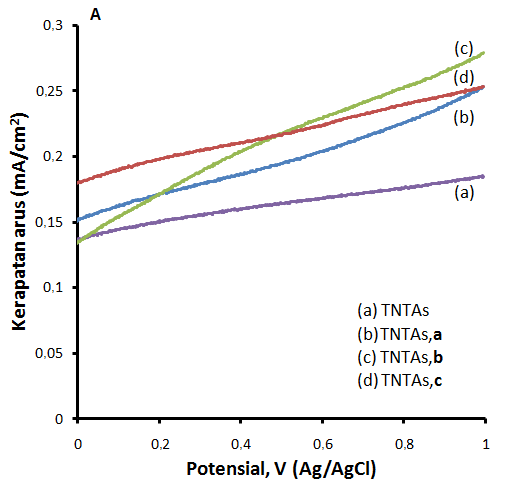 A
0,3
0,25
0,2
0,15
0,1
0,05
0
Kerapatan arus (mA/cm²)
(c)
(d)
(b)
(a)
(a) TNTAs
(b) TNTAs,a
(c) TNTAs,b
(d) TNTAs,c
0 0,2 0,4 0,6 0,8 1
Potensial, V (Ag/AgCl)